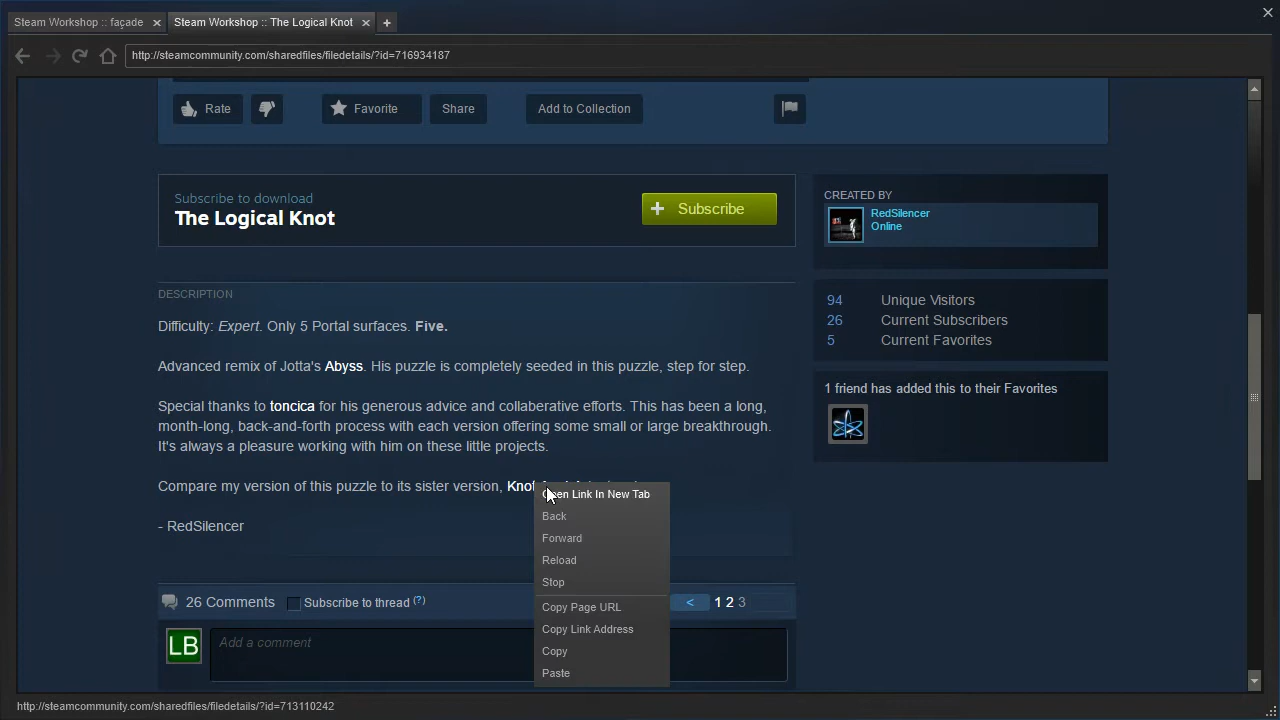 Steam Workshop :: façade
Steam Workshop :: The Logical Knot
http://steamcommunity.com/sharedfiles/filedetails/?id=716934187
Rate
Favorite
Share
Add to Collection
Subscribe to download
The Logical Knot
Subscribe
CREATED BY
RedSilencer
Online
94 Unique Visitors
26 Current Subscribers
5 Current Favorites
1 friend has added this to their Favorites
DESCRIPTION
Difficulty: Expert. Only 5 Portal surfaces. Five.
Advanced remix of Jotta's Abyss. His puzzle is completely seeded in this puzzle, step for step.
Special thanks to toncica for his generous advice and collaberative efforts. This has been a long,
month-long, back-and-forth process with each version offering some small or large breakthrough.
It's always a pleasure working with him on these little projects.
Compare my version of this puzzle to its sister version, Knot
- RedSilencer
Open Link In New Tab
Back
Forward
Reload
Stop
Copy Page URL
Copy Link Address
Copy
Paste
26 Comments
Subscribe to thread (?)
< 1 2 3
LB
Add a comment
http://steamcommunity.com/sharedfiles/filedetails/?id=713110242